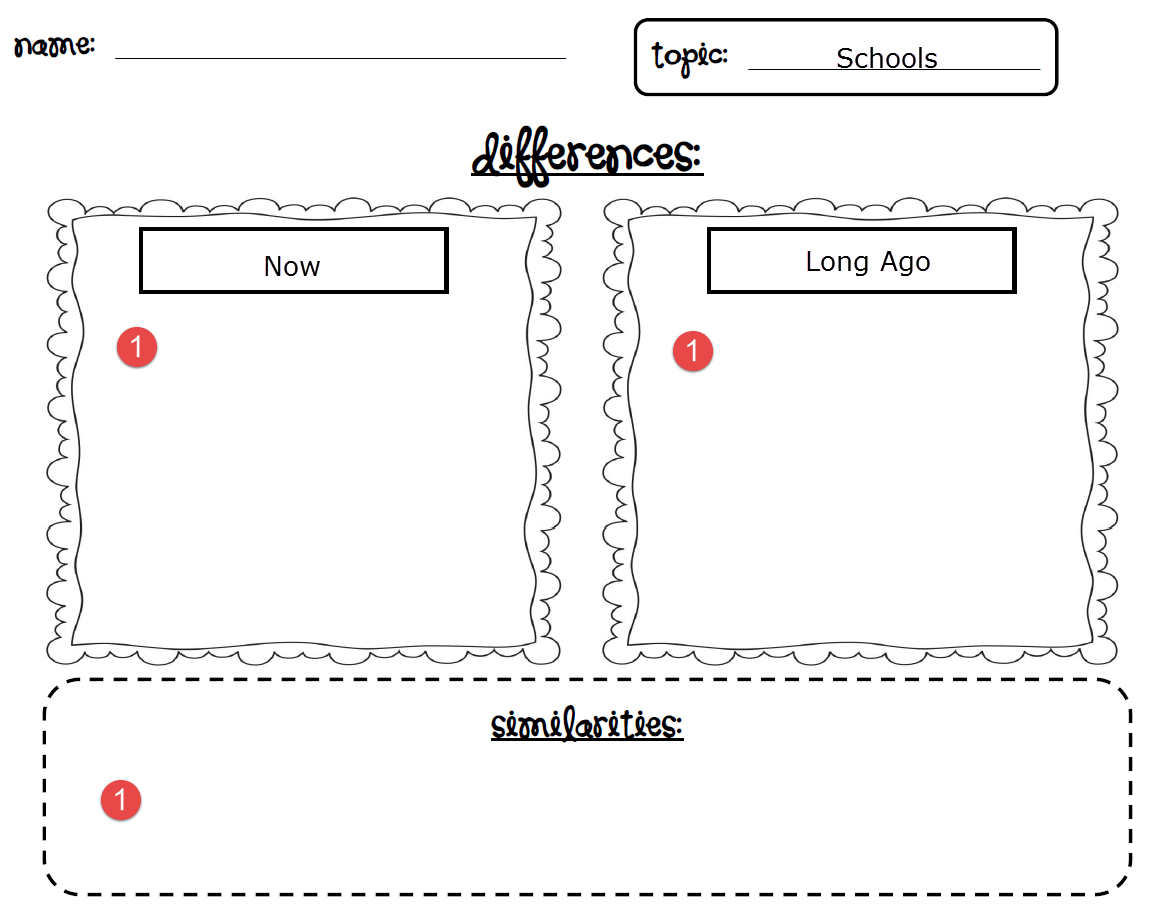 name:
topic: Schools
differences:
Now
Long Ago
1
1
similarities:
1